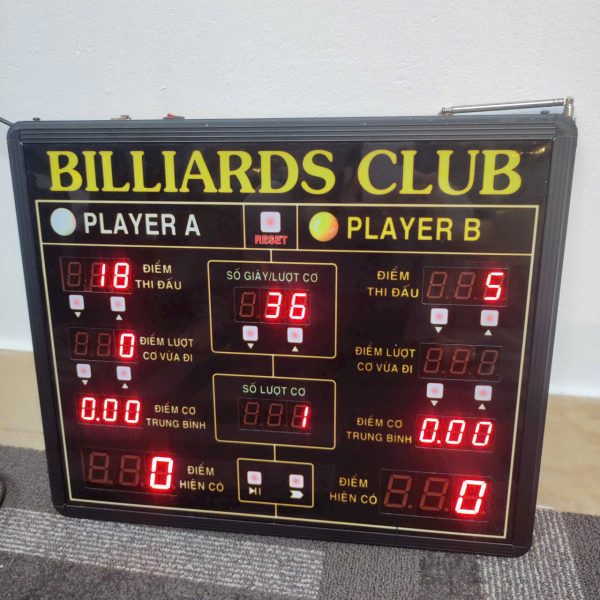 BILLIARDS CLUB
PLAYER A
RESET
PLAYER B
18
ĐIỂM
THI ĐẤU
SỐ GIÂY/LƯỢT CƠ
36
ĐIỂM
THI ĐẤU
5
0
ĐIỂM LƯỢT
CƠ VỪA ĐI
ĐIỂM LƯỢT
CƠ VỪA ĐI
0.00
ĐIỂM CƠ
TRUNG BÌNH
SỐ LƯỢT CƠ
1
ĐIỂM CƠ
TRUNG BÌNH
0.00
0
ĐIỂM
HIỆN CÓ
ĐIỂM
HIỆN CÓ
0